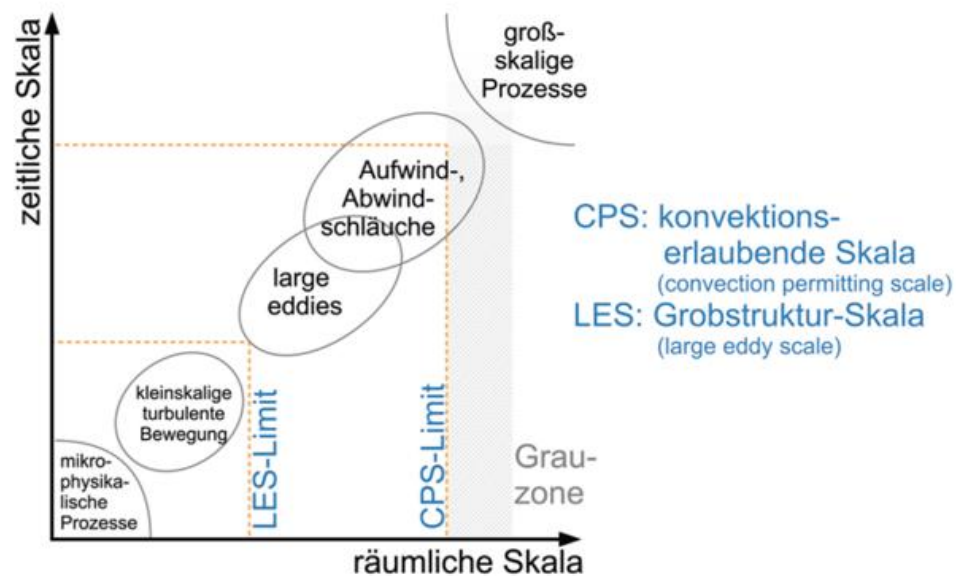 zeitliche Skala
groß-
skalige
Prozesse
Aufwind-,
Abwind-
schläuche
large
eddies
kleinskalige
turbulente
Bewegung
mikro-
physika-
lische
Prozesse
LES-Limit
CPS-Limit
Grau-
zone
räumliche Skala
CPS: konvektions-
erlaubende Skala
(convection permitting scale)
LES: Grobstruktur-Skala
(large eddy scale)